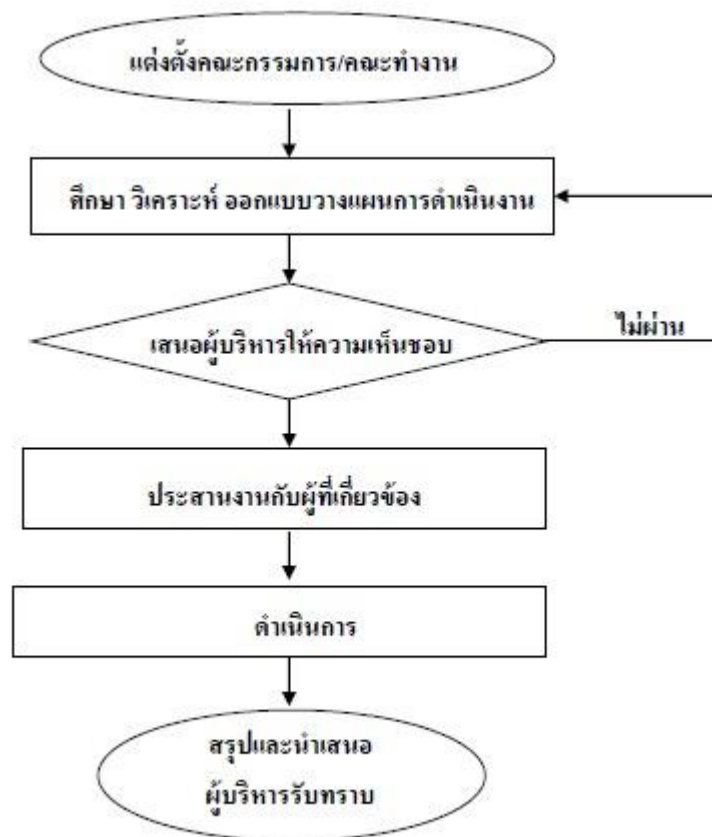 แต่งตั้งคณะกรรมการ/คณะทำงาน
ศึกษา วิเคราะห์ ออกแบบวางแผนการดำเนินงาน
เสนอผู้บริหารให้ความเห็นชอบ
ไม่ผ่าน
ประสานงานกับผู้ที่เกี่ยวข้อง
ดำเนินการ
สรุปและนำเสนอ
ผู้บริหารรับทราบ